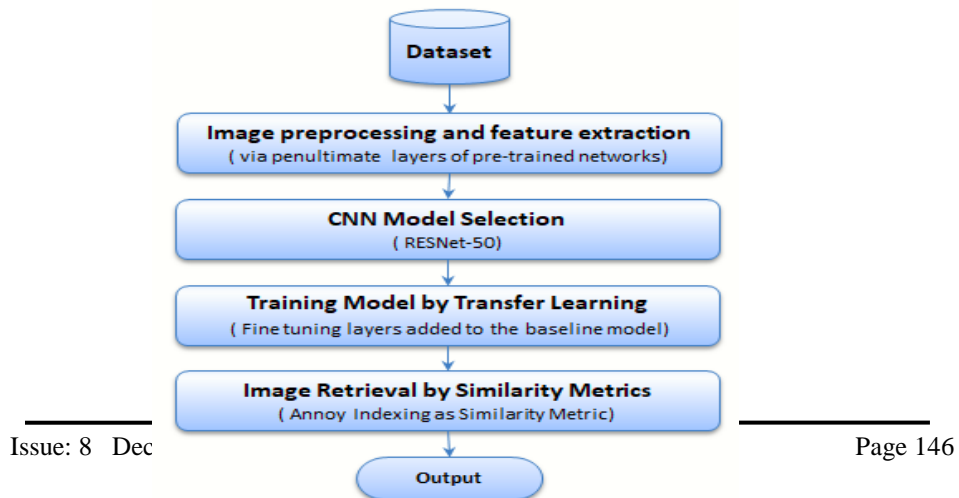 Dataset
Image preprocessing and feature extraction
( via penultimate layers of pre-trained networks)
CNN Model Selection
( RESNet-50)
Training Model by Transfer Learning
( Fine tuning layers added to the baseline model)
Image Retrieval by Similarity Metrics
( Annoy Indexing as Similarity Metric)
Issue: 8 Dec
Page 146
Output